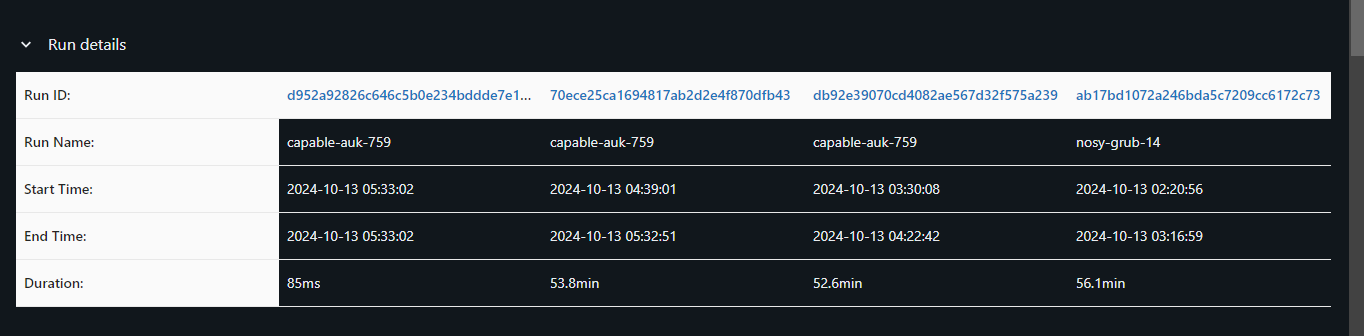 Run details
Run ID: d952a92826c646c5b0e234bddde7e1... 70ece25ca1694817ab2d2e4f870dfb43 db92e39070cd4082ae567d32f575a239 ab17bd1072a246bda5c7209cc6172c73
Run Name: capable-auk-759 capable-auk-759 capable-auk-759 nosy-grub-14
Start Time: 2024-10-13 05:33:02 2024-10-13 04:39:01 2024-10-13 03:30:08 2024-10-13 02:20:56
End Time: 2024-10-13 05:33:02 2024-10-13 05:32:51 2024-10-13 04:22:42 2024-10-13 03:16:59
Duration: 85ms 53.8min 52.6min 56.1min